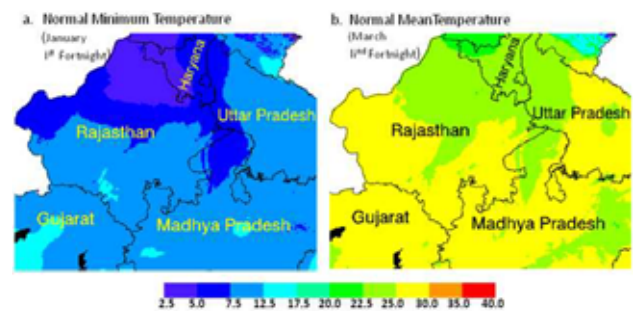 a. Normal Minimum Temperature
(January
Ist Fortnight)
Haryana
Uttar Pradesh
Rajasthan
Gujarat
Madhya Pradesh
b. Normal MeanTemperature
(March
IInd Fortnight)
Haryana
Uttar Pradesh
Rajasthan
Gujarat
Madhya Pradesh
2.5 5.0 7.5 12.5 17.5 20.0 22.5 25.0 30.0 35.0 40.0